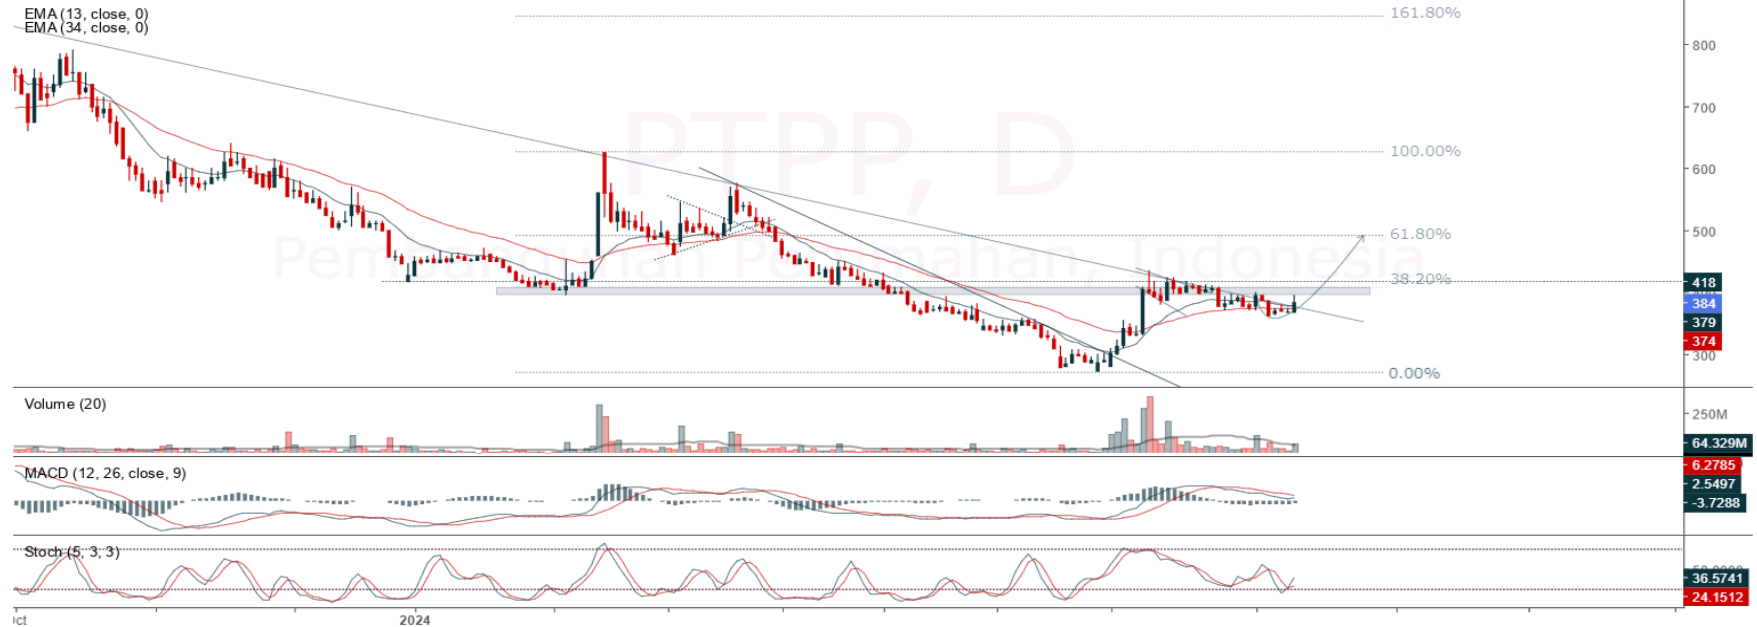 EMA (13, close, 0)
EMA (34, close, 0)
161.80%
800
700
PTPP, D
100.00%
600
Pembangunan Perumahan, Indonesia
61.80%
500
38.20%
418
384
379
374
300
0.00%
Volume (20)
250M
64.329M
MACD (12, 26, close, 9)
6.2785
2.5497
-3.7288
Stoch (5, 3, 3)
36.5741
24.1512
2024